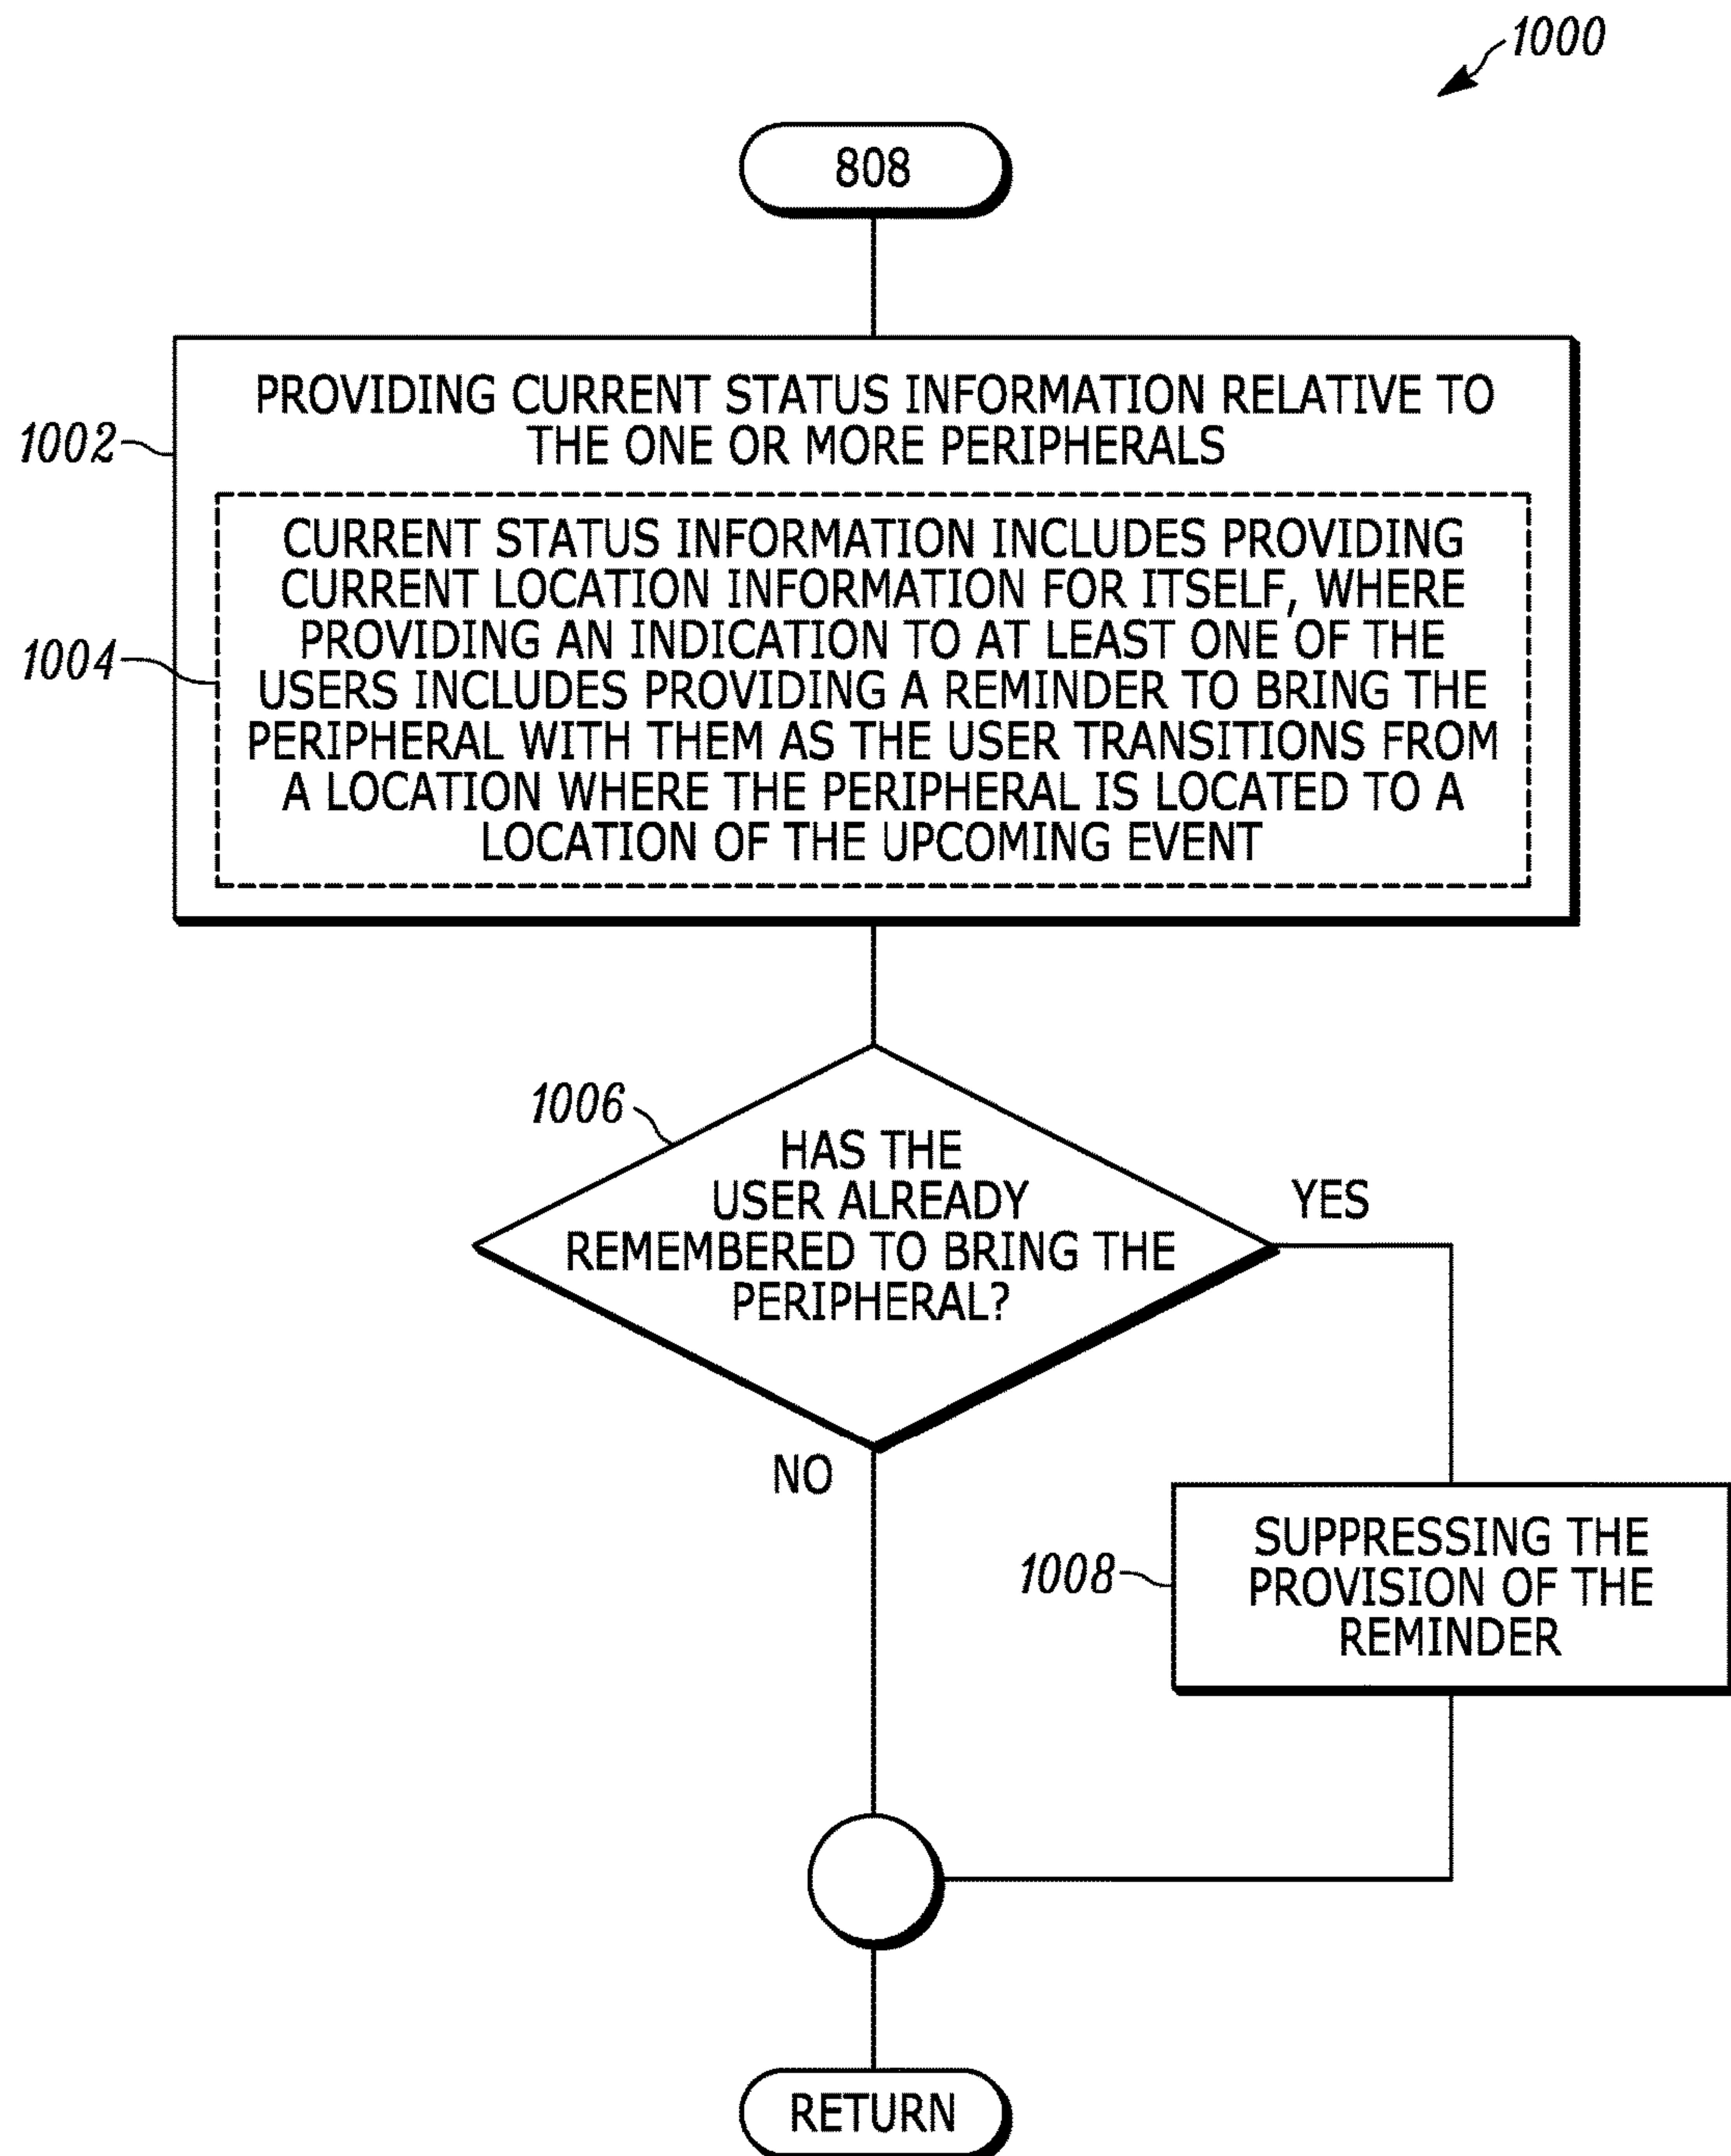 1000
808
1002
PROVIDING CURRENT STATUS INFORMATION RELATIVE TO
THE ONE OR MORE PERIPHERALS
1004
CURRENT STATUS INFORMATION INCLUDES PROVIDING
CURRENT LOCATION INFORMATION FOR ITSELF, WHERE
PROVIDING AN INDICATION TO AT LEAST ONE OF THE
USERS INCLUDES PROVIDING A REMINDER TO BRING THE
PERIPHERAL WITH THEM AS THE USER TRANSITIONS FROM
A LOCATION WHERE THE PERIPHERAL IS LOCATED TO A
LOCATION OF THE UPCOMING EVENT
1006
HAS THE
USER ALREADY
REMEMBERED TO BRING THE
PERIPHERAL?
YES
NO
1008
SUPPRESSING THE
PROVISION OF THE
REMINDER
RETURN